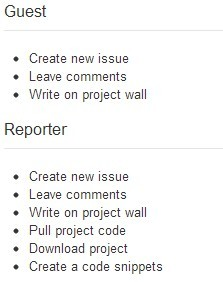 Guest
Create new issue
Leave comments
Write on project wall
Reporter
Create new issue
Leave comments
Write on project wall
Pull project code
Download project
Create a code snippets